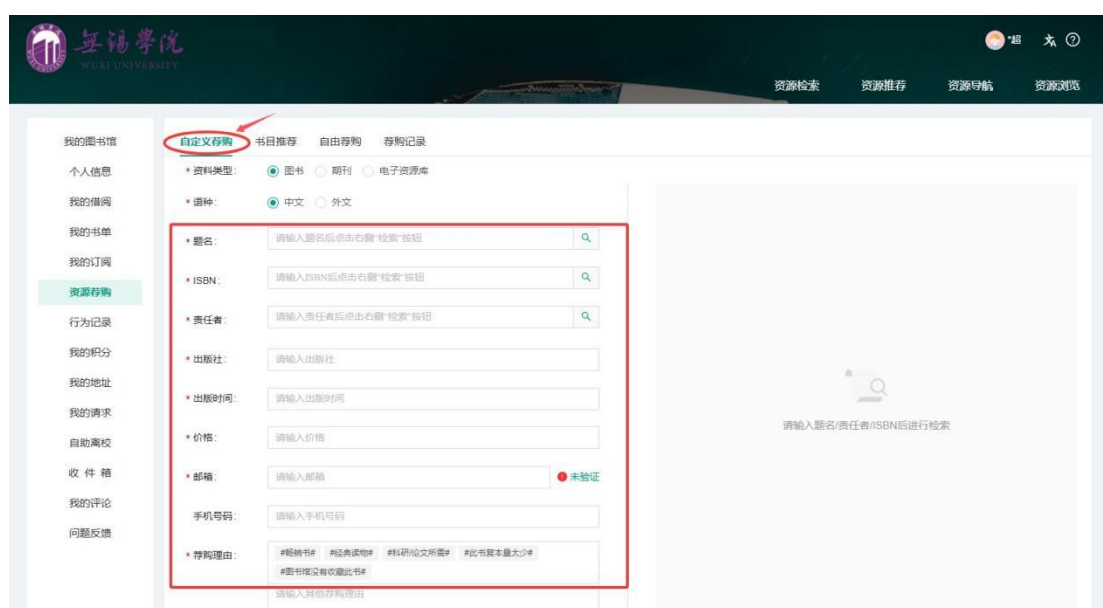 無锡學院
WUXI UNIVERSITY
*超
资源检索 资源推荐 资源导航 资源浏览
我的图书馆
个人信息
我的借阅
我的书单
我的订阅
资源荐购
行为记录
我的积分
我的地址
我的请求
自助离校
收 件 箱
我的评论
问题反馈
自定义荐购 书目推荐 自由荐购 荐购记录
* 资料类型: 图书 期刊 电子资源库
* 语种: 中文 外文
* 题名: 请输入题名后点击右侧“检索”按钮
* ISBN: 请输入ISBN后点击右侧“检索”按钮
* 责任者: 请输入责任者后点击右侧“检索”按钮
* 出版社: 请输入出版社
* 出版时间: 请输入出版时间
* 价格: 请输入价格
* 邮箱: 请输入邮箱 未验证
手机号码: 请输入手机号码
* 荐购理由: #畅销书# #经典读物# #科研/论文所需# #此书复本量太少#
#图书馆没有收藏此书#
请输入其他荐购理由
请输入题名/责任者/ISBN后进行检索